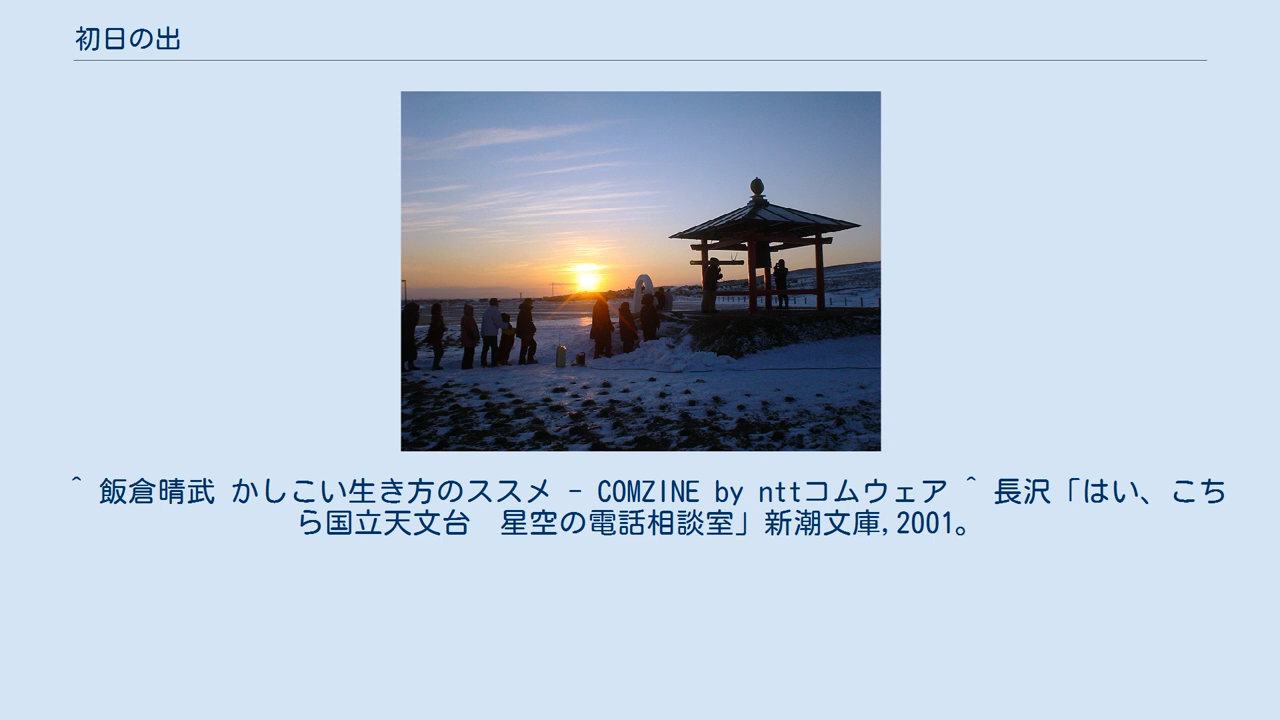 初日の出
^ 飯倉晴武 かしこい生き方のススメ - COMZINE by nttコムウェア ^ 長沢「はい、こち
ら国立天文台　星空の電話相談室」新潮文庫,2001。